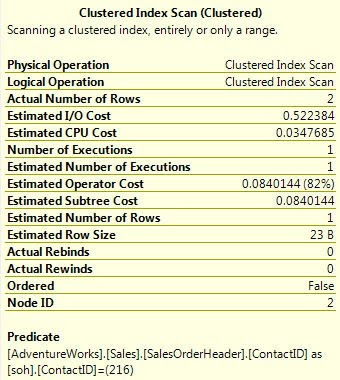 Clustered Index Scan (Clustered)
Scanning a clustered index, entirely or only a range.
Physical Operation Clustered Index Scan
Logical Operation Clustered Index Scan
Actual Number of Rows 2
Estimated I/O Cost 0.522384
Estimated CPU Cost 0.0347685
Number of Executions 1
Estimated Number of Executions 1
Estimated Operator Cost 0.0840144 (82%)
Estimated Subtree Cost 0.0840144
Estimated Number of Rows 1
Estimated Row Size 23 B
Actual Rebinds 0
Actual Rewinds 0
Ordered False
Node ID 2
Predicate
[AdventureWorks].[Sales].[SalesOrderHeader].[ContactID] as
[soh].[ContactID]=(216)